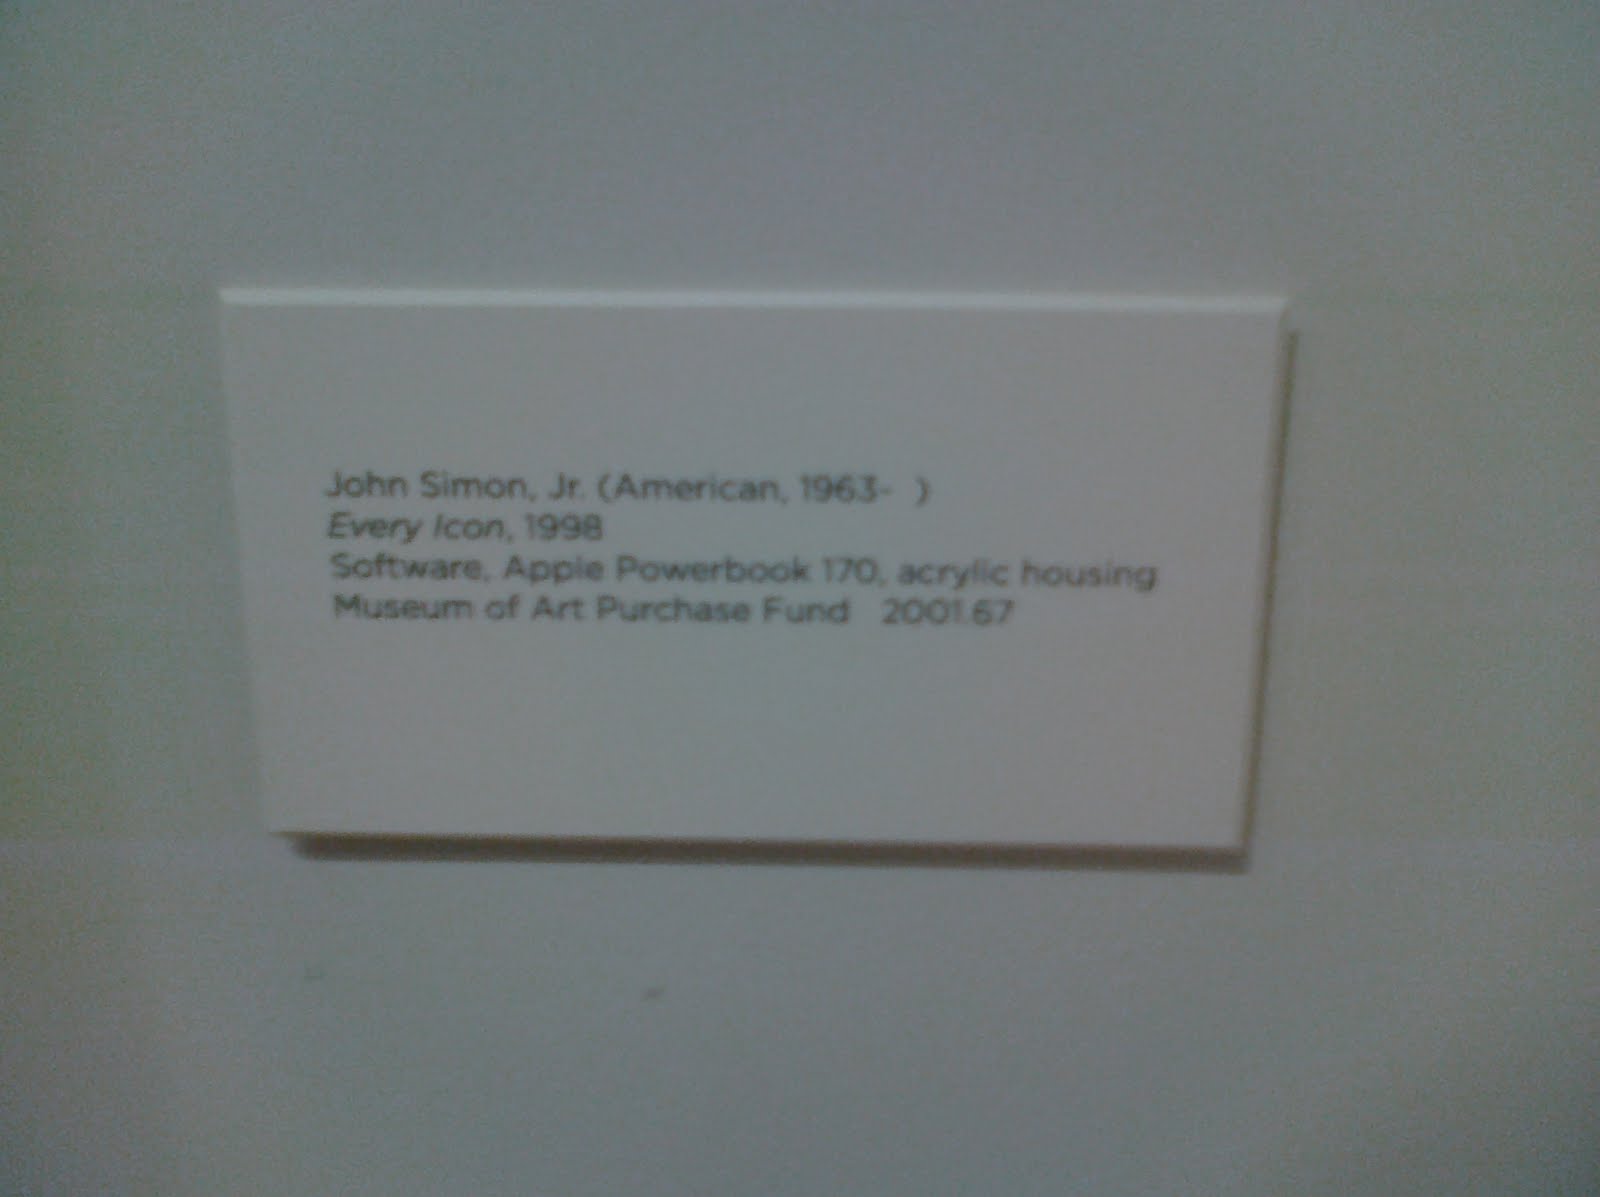 John Simon, Jr. (American, 1963-  )
Every Icon, 1998
Software, Apple Powerbook 170, acrylic housing
Museum of Art Purchase Fund   2001.67